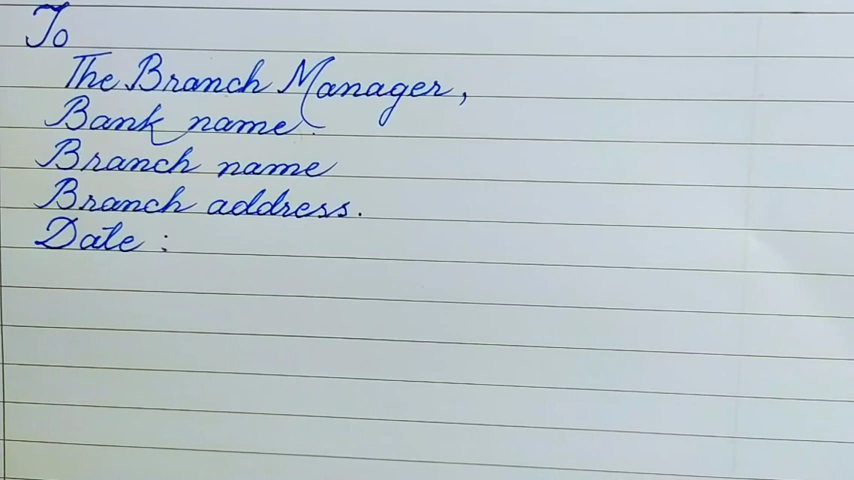 To
The Branch Manager,
Bank name.
Branch name
Branch address.
Date :